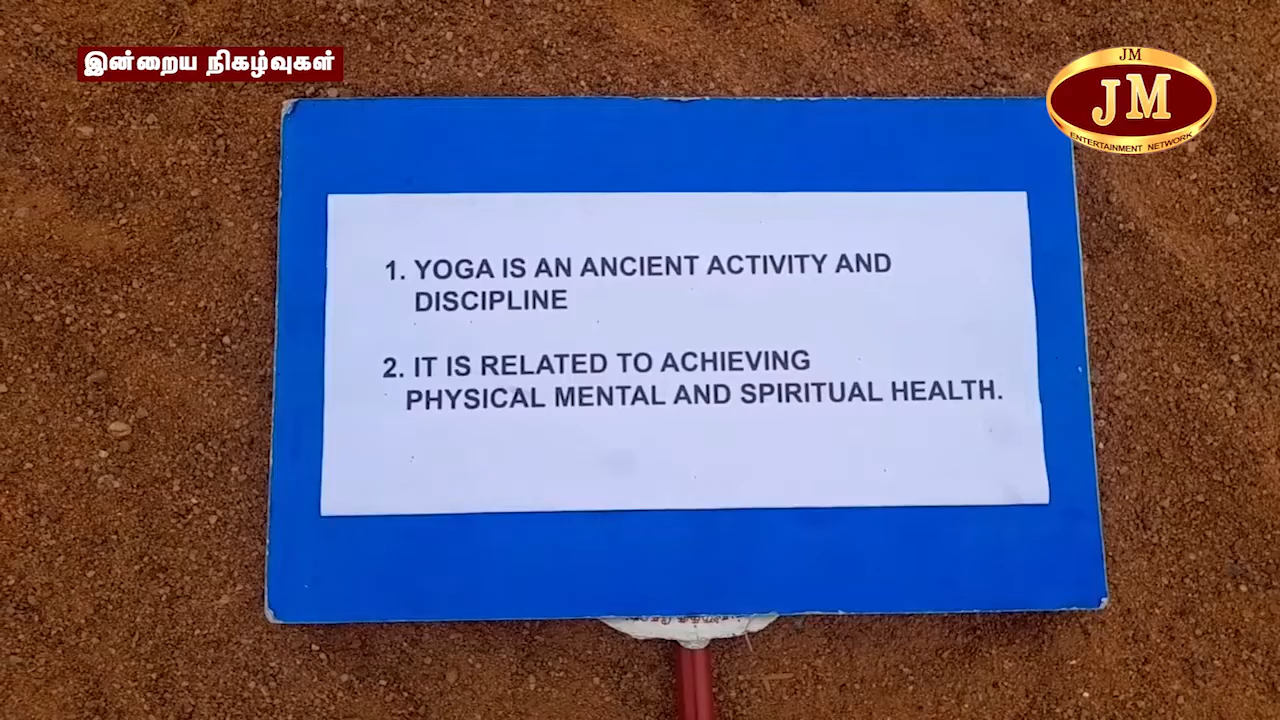 இன்றைய நிகழ்வுகள்
JM
JM
ENTERTAINMENT NETWORK
1. YOGA IS AN ANCIENT ACTIVITY AND
DISCIPLINE
2. IT IS RELATED TO ACHIEVING
PHYSICAL MENTAL AND SPIRITUAL HEALTH.